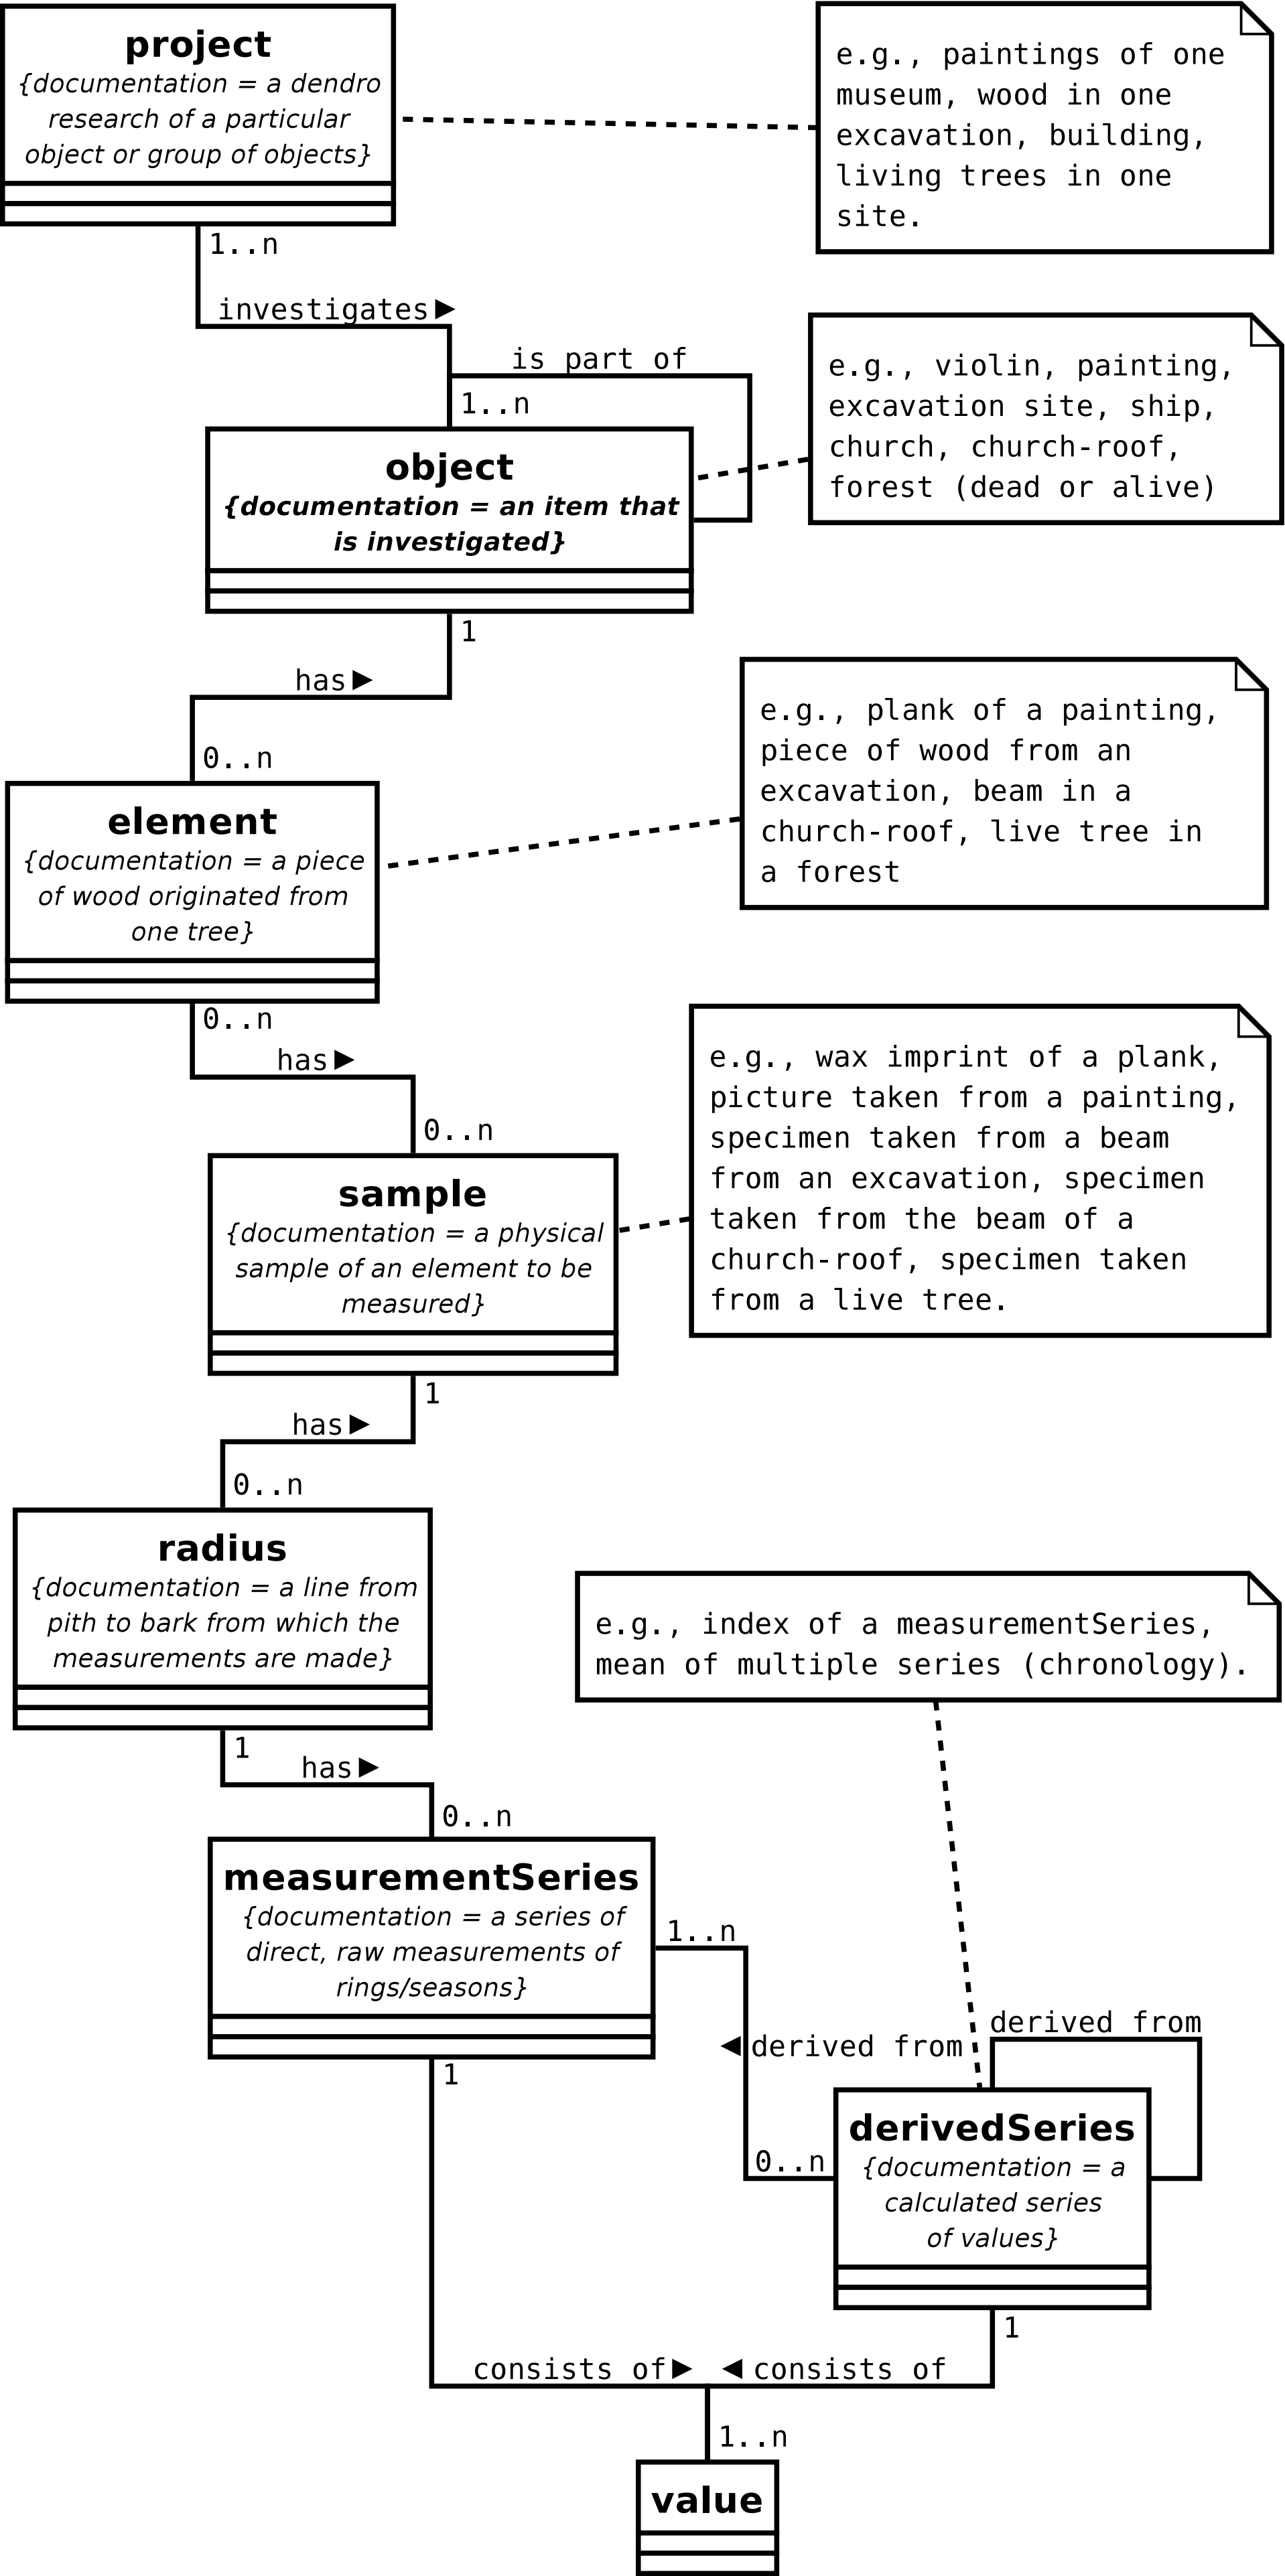 project
{documentation = a dendro
research of a particular
object or group of objects}
e.g., paintings of one
museum, wood in one
excavation, building,
living trees in one
site.
1..n
investigates►
is part of
1..n
e.g., violin, painting,
excavation site, ship,
church, church-roof,
forest (dead or alive)
object
{documentation = an item that
is investigated}
1
has►
0..n
e.g., plank of a painting,
piece of wood from an
excavation, beam in a
church-roof, live tree in
a forest
element
{documentation = a piece
of wood originated from
one tree}
0..n
has►
0..n
e.g., wax imprint of a plank,
picture taken from a painting,
specimen taken from a beam
from an excavation, specimen
taken from the beam of a
church-roof, specimen taken
from a live tree.
sample
{documentation = a physical
sample of an element to be
measured}
1
has►
0..n
radius
{documentation = a line from
pith to bark from which the
measurements are made}
e.g., index of a measurementSeries,
mean of multiple series (chronology).
1
has►
0..n
measurementSeries
{documentation = a series of
direct, raw measurements of
rings/seasons}
1..n
◄derived from
derived from
0..n
1
derivedSeries
{documentation = a
calculated series
of values}
1
consists of►
◄consists of
1..n
value